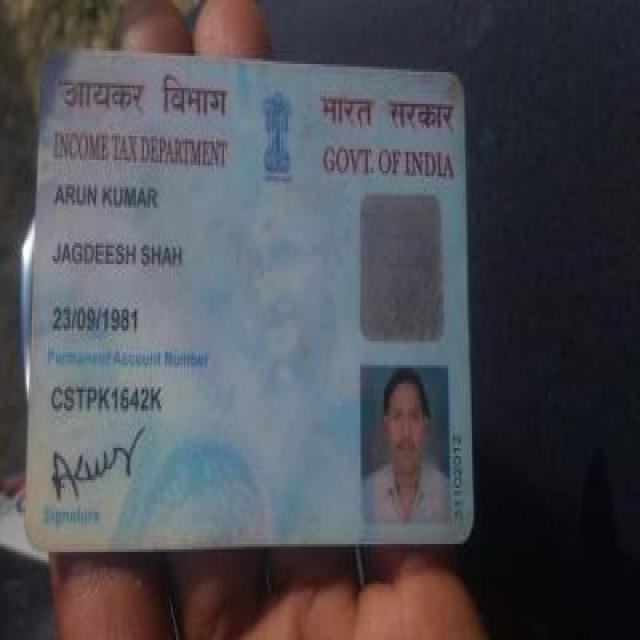 आयकर विभाग भारत सरकार
INCOME TAX DEPARTMENT GOVT. OF INDIA
ARUN KUMAR
JAGDEESH SHAH
23/09/1981
Permanent Account Number
CSTPK1642K
Arun
Signature
31102012